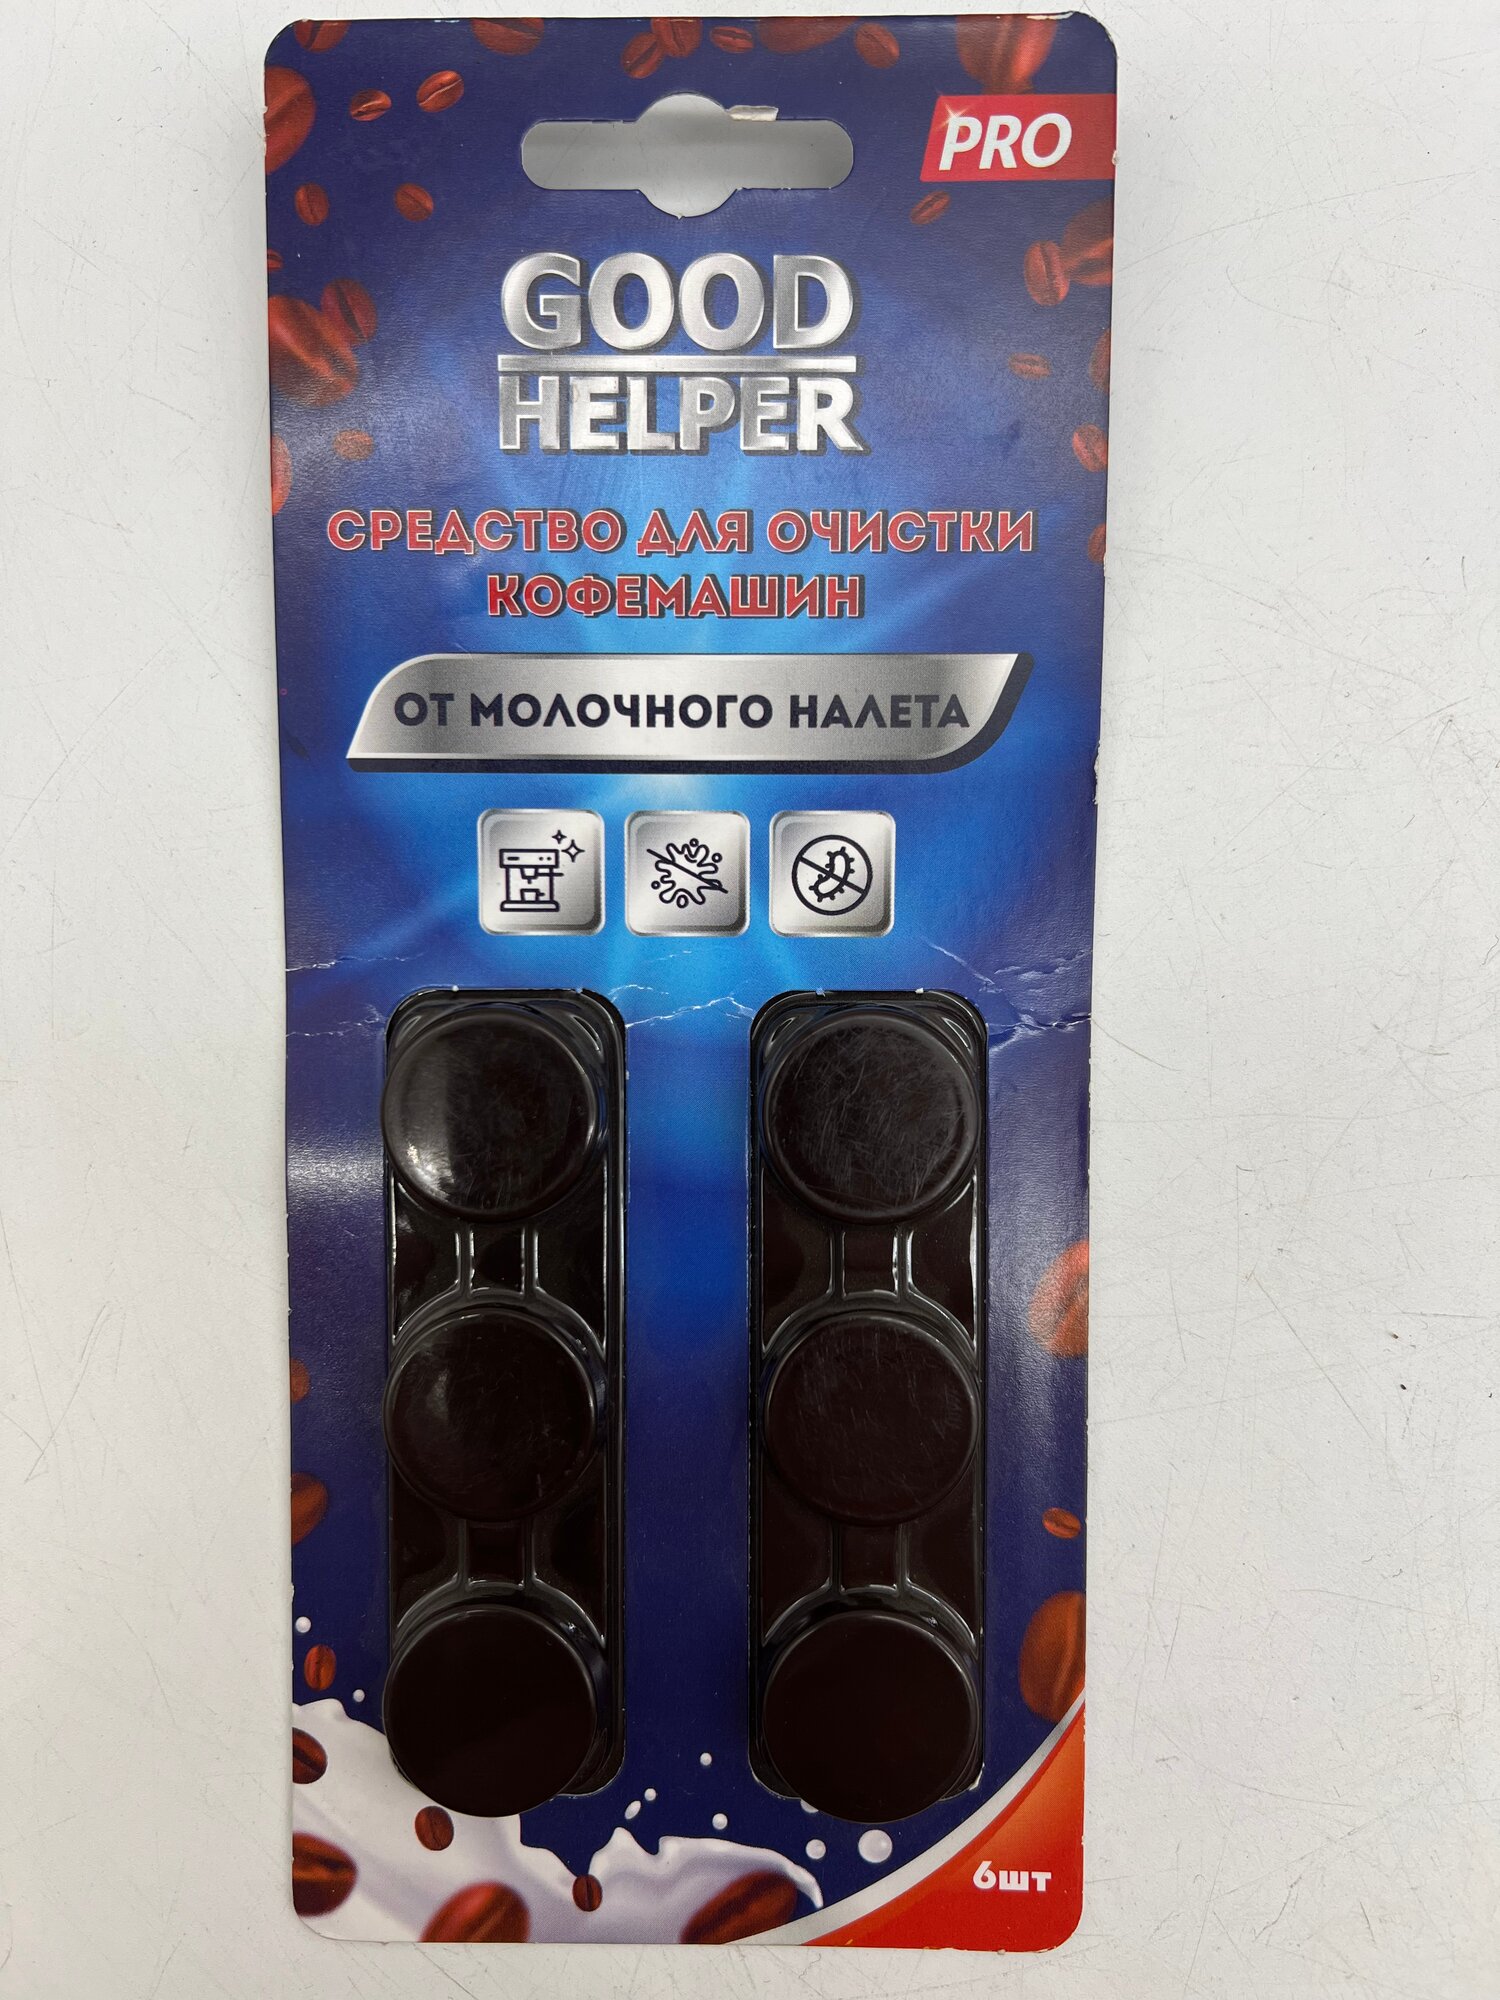 PRO
GOOD
HELPER
СРЕДСТВО ДЛЯ ОЧИСТКИ
КОФЕМАШИН
ОТ МОЛОЧНОГО НАЛЕТА
6шт